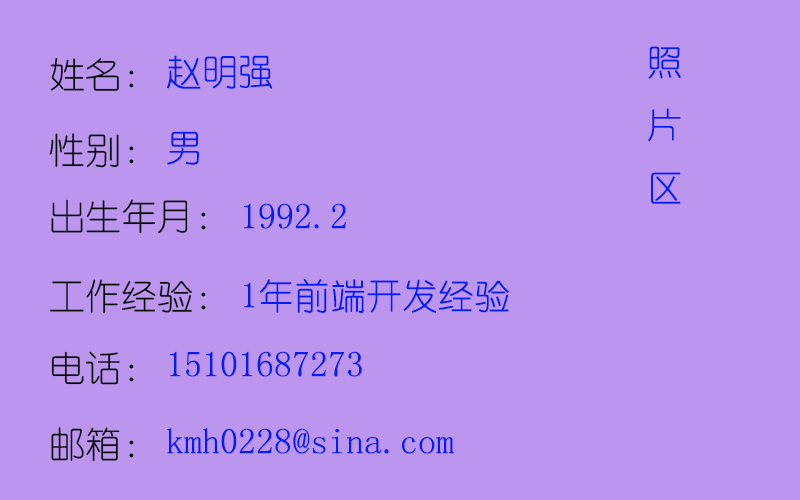 姓名: 赵明强
性别: 男
出生年月: 1992.2
工作经验: 1年前端开发经验
电话: 15101687273
邮箱: kmh0228@sina.com
照
片
区